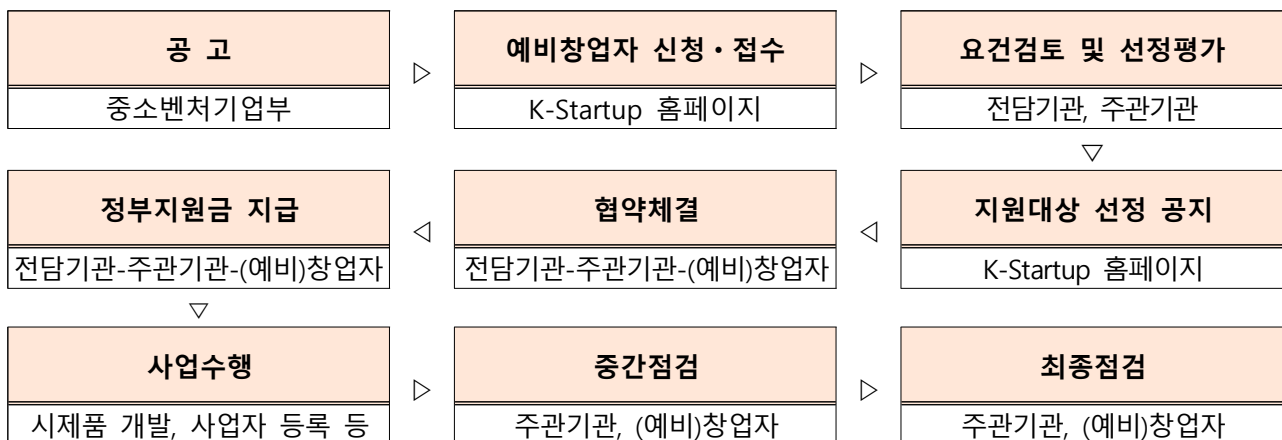 공 고
중소벤처기업부
▷
예비창업자 신청・접수
K-Startup 홈페이지
▷
요건검토 및 선정평가
전담기관, 주관기관
▽
지원대상 선정 공지
K-Startup 홈페이지
◁
협약체결
전담기관-주관기관-(예비)창업자
◁
정부지원금 지급
전담기관-주관기관-(예비)창업자
▽
사업수행
시제품 개발, 사업자 등록 등
▷
중간점검
주관기관, (예비)창업자
▷
최종점검
주관기관, (예비)창업자